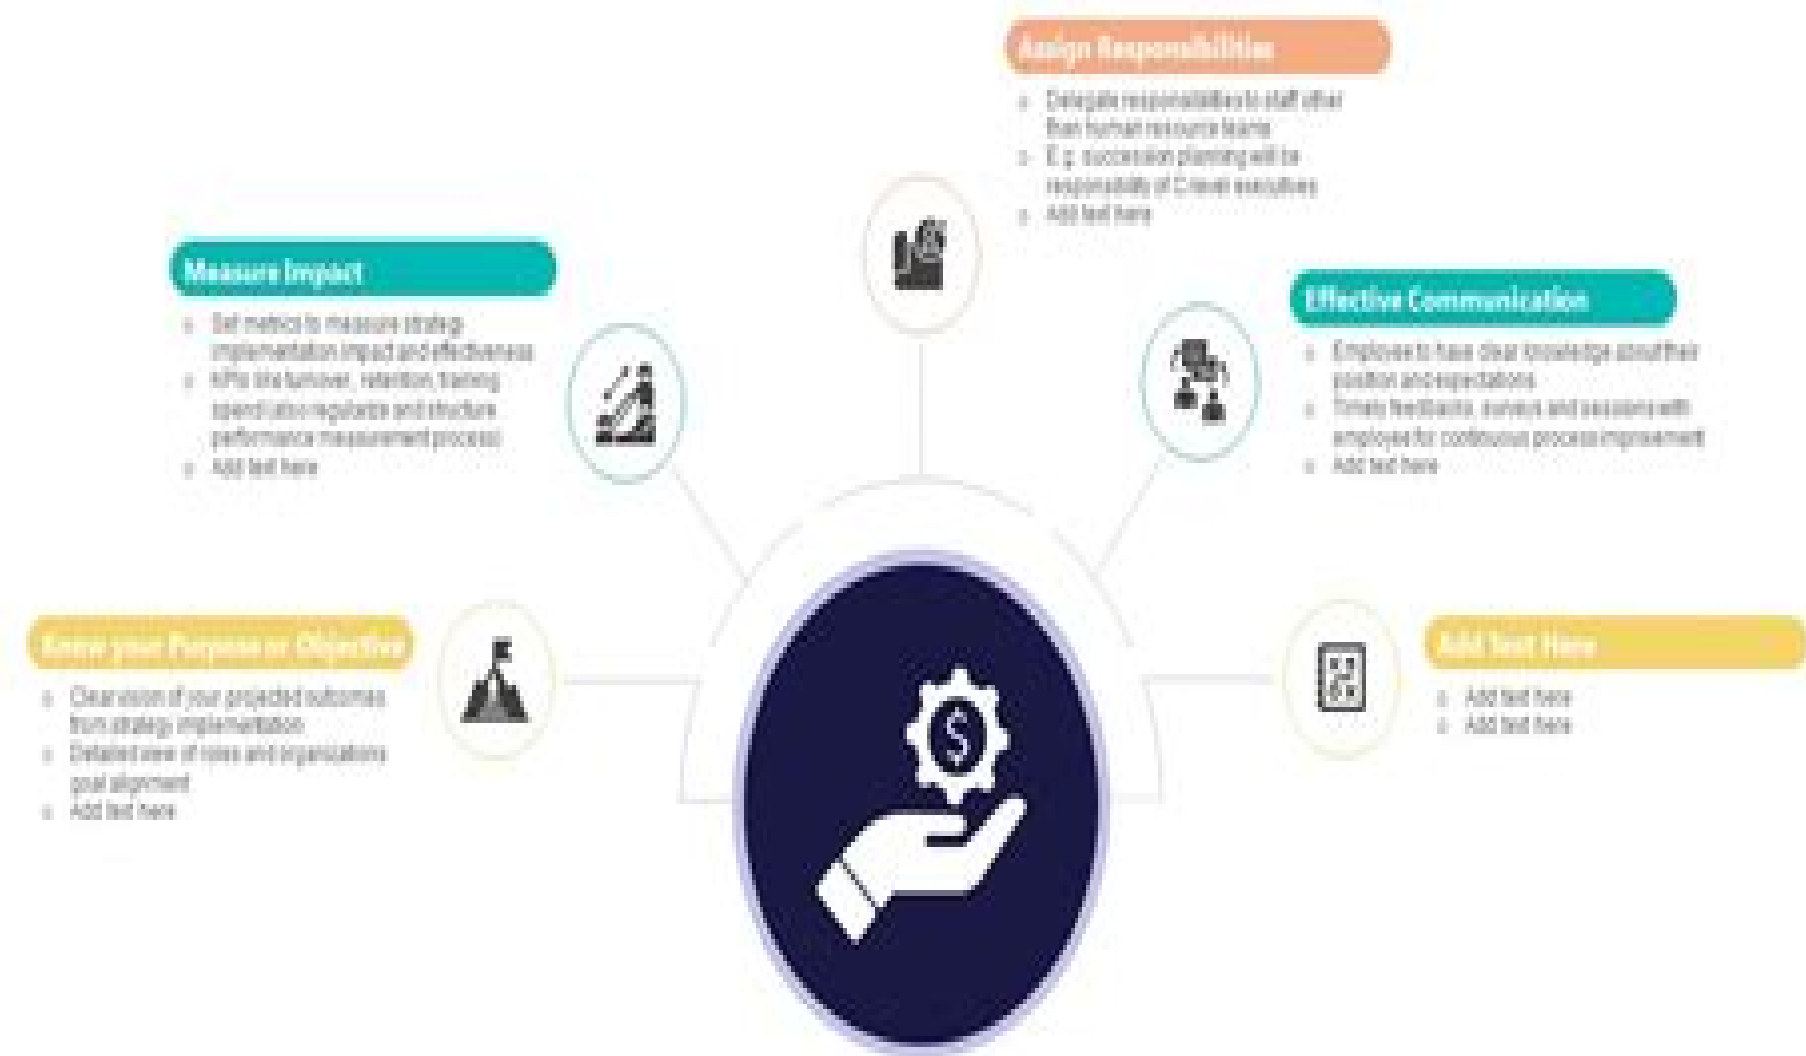 Assign Responsibilities
Delegate responsibilities to staff other
than human resource teams
E.g. succession planning will be
responsibility of C level executives
Add text here
Measure Impact
Set metrics to measure strategy
implementation impact and effectiveness
KPIs like turnover, retention, training
spend also regularize and structure
performance measurement process
Add text here
Effective Communication
Employee to have clear knowledge about their
position and expectations
Timely feedbacks, surveys and sessions with
employee for continuous process improvement
Add text here
Know your Purpose or Objective
Clear vision of your projected outcomes
from strategy implementation
Detailed view of roles and organizations
goal alignment
Add text here
Add Text Here
Add text here
Add text here
$